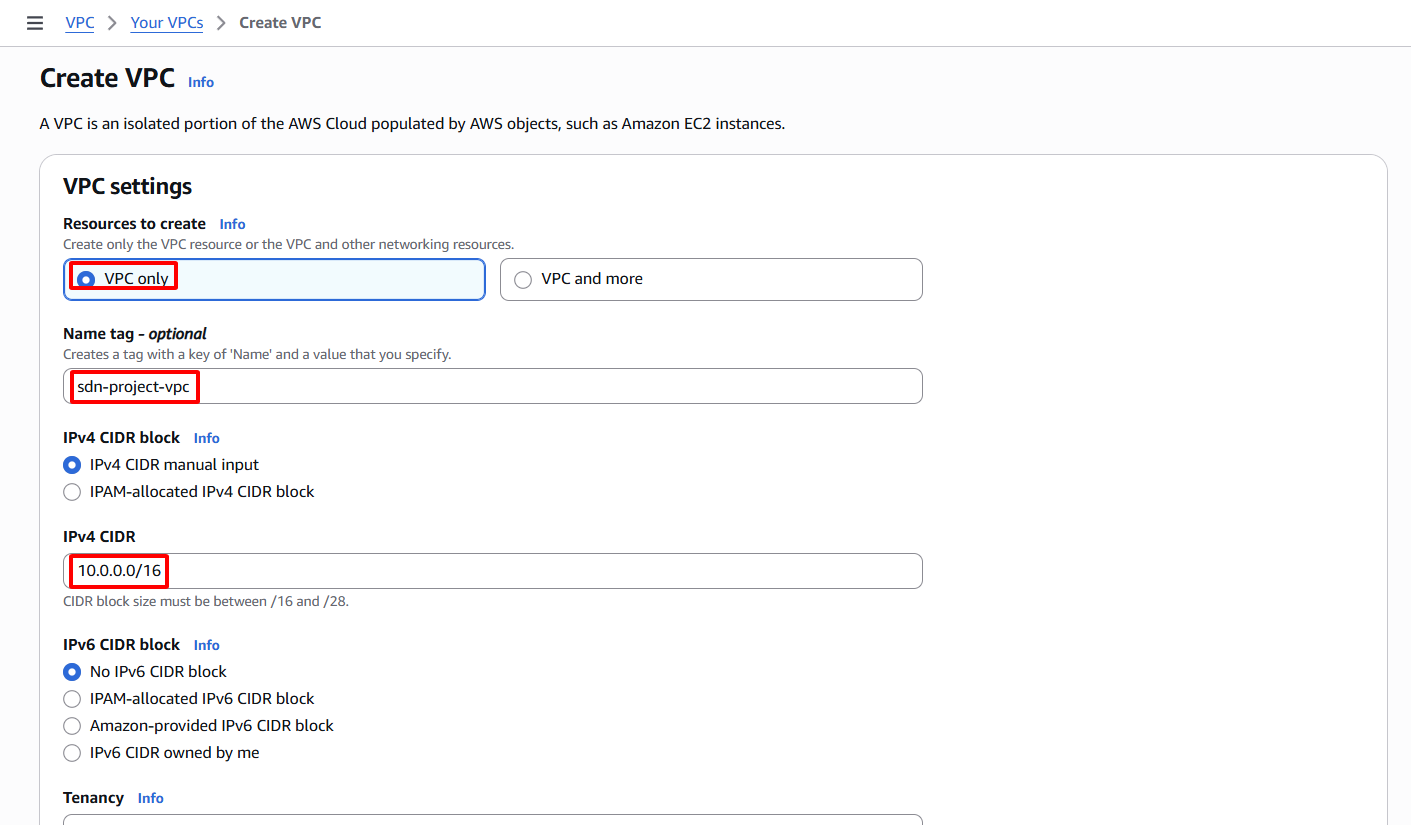 VPC > Your VPCs > Create VPC
Create VPC Info
A VPC is an isolated portion of the AWS Cloud populated by AWS objects, such as Amazon EC2 instances.
VPC settings
Resources to create Info
Create only the VPC resource or the VPC and other networking resources.
VPC only VPC and more
Name tag - optional
Creates a tag with a key of 'Name' and a value that you specify.
sdn-project-vpc
IPv4 CIDR block Info
IPv4 CIDR manual input
IPAM-allocated IPv4 CIDR block
IPv4 CIDR
10.0.0.0/16
CIDR block size must be between /16 and /28.
IPv6 CIDR block Info
No IPv6 CIDR block
IPAM-allocated IPv6 CIDR block
Amazon-provided IPv6 CIDR block
IPv6 CIDR owned by me
Tenancy Info